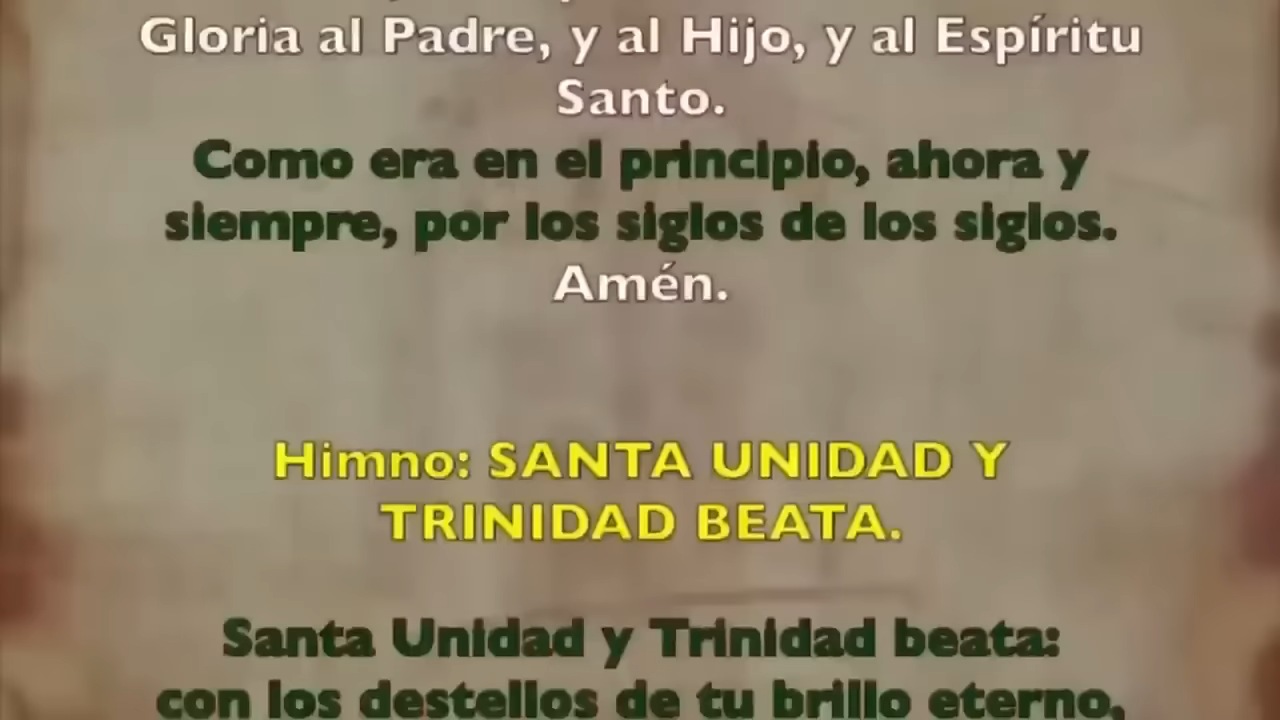 Gloria al Padre, y al Hijo, y al Espíritu
Santo.
Como era en el principio, ahora y
siempre, por los siglos de los siglos.
Amén.
Himno: SANTA UNIDAD Y
TRINIDAD BEATA.
Santa Unidad y Trinidad beata:
con los destellos de tu brillo eterno,